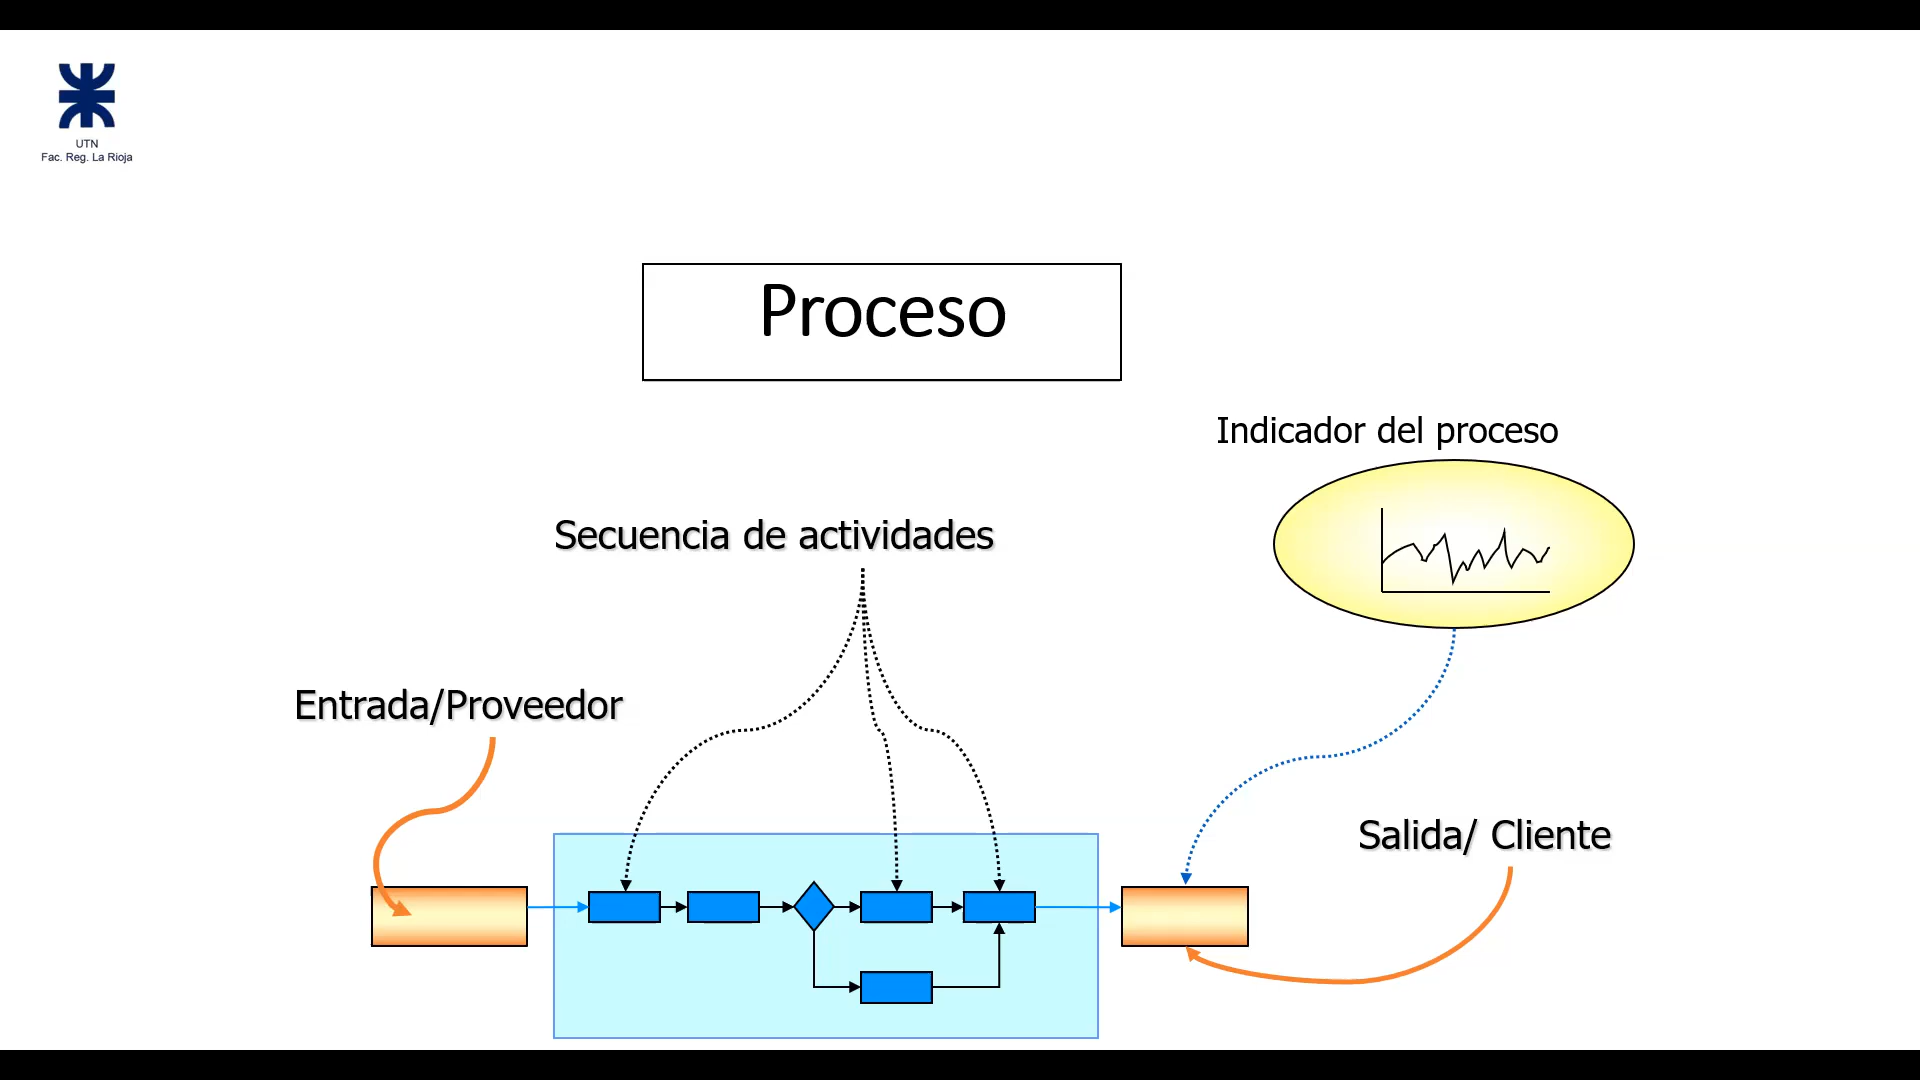 UTN
Fac. Reg. La Rioja
Proceso
Indicador del proceso
Secuencia de actividades
Entrada/Proveedor
Salida/ Cliente